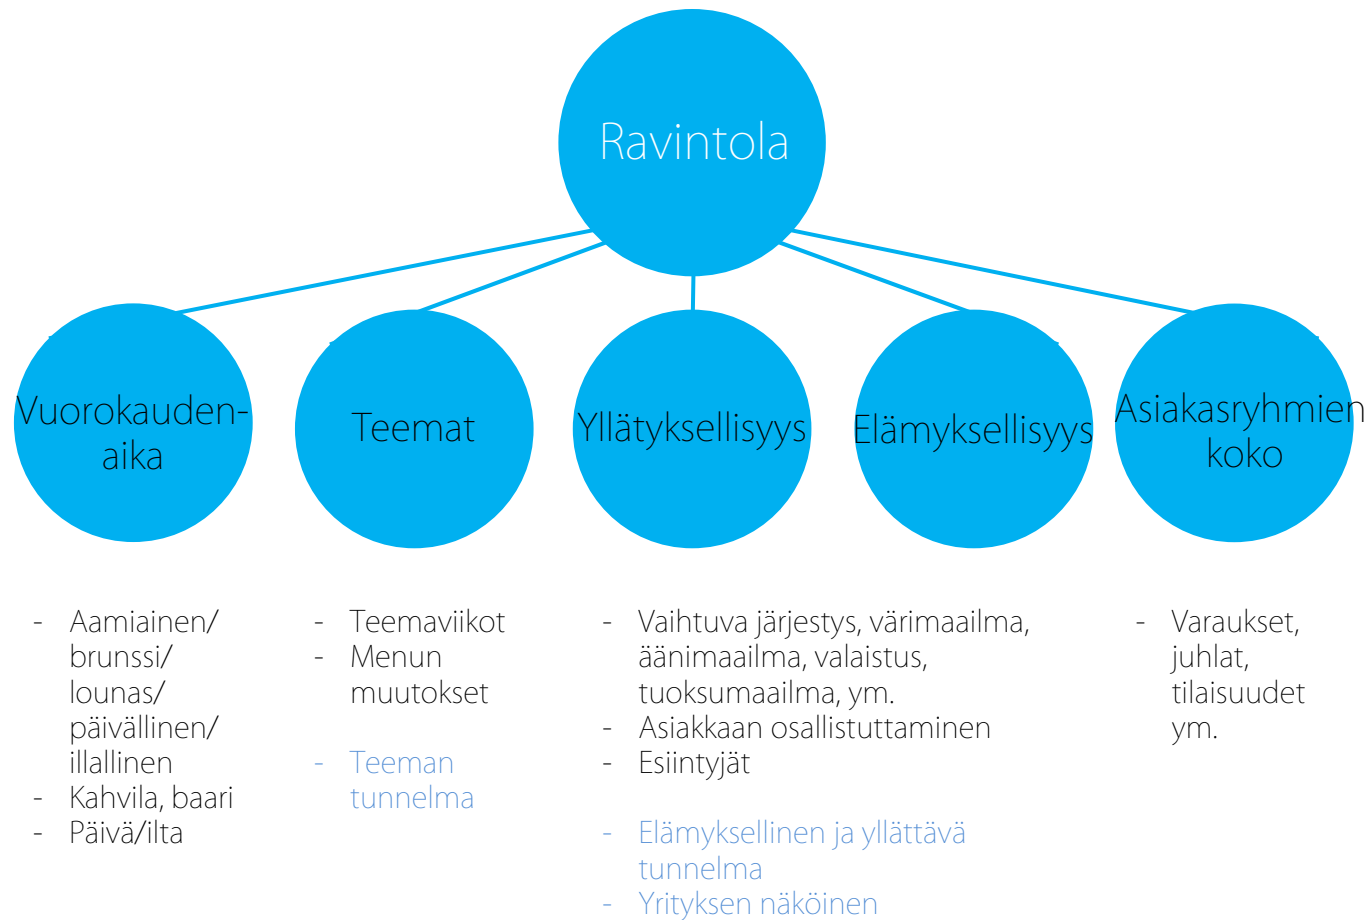 Ravintola
Vuorokauden-
aika
Teemat
Yllätyksellisyys
Elämyksellisyys
Asiakasryhmien
koko
- Aamiainen/
brunssi/
lounas/
päivällinen/
illallinen
- Kahvila, baari
- Päivä/ilta
- Teemaviikot
- Menun
muutokset
- Teeman
tunnelma
- Vaihtuva järjestys, värimaailma,
äänimaailma, valaistus,
tuoksumaailma, ym.
- Asiakkaan osallistuttaminen
- Esiintyjät
- Elämyksellinen ja yllättävä
tunnelma
- Yrityksen näköinen
- Varaukset,
juhlat,
tilaisuudet
ym.